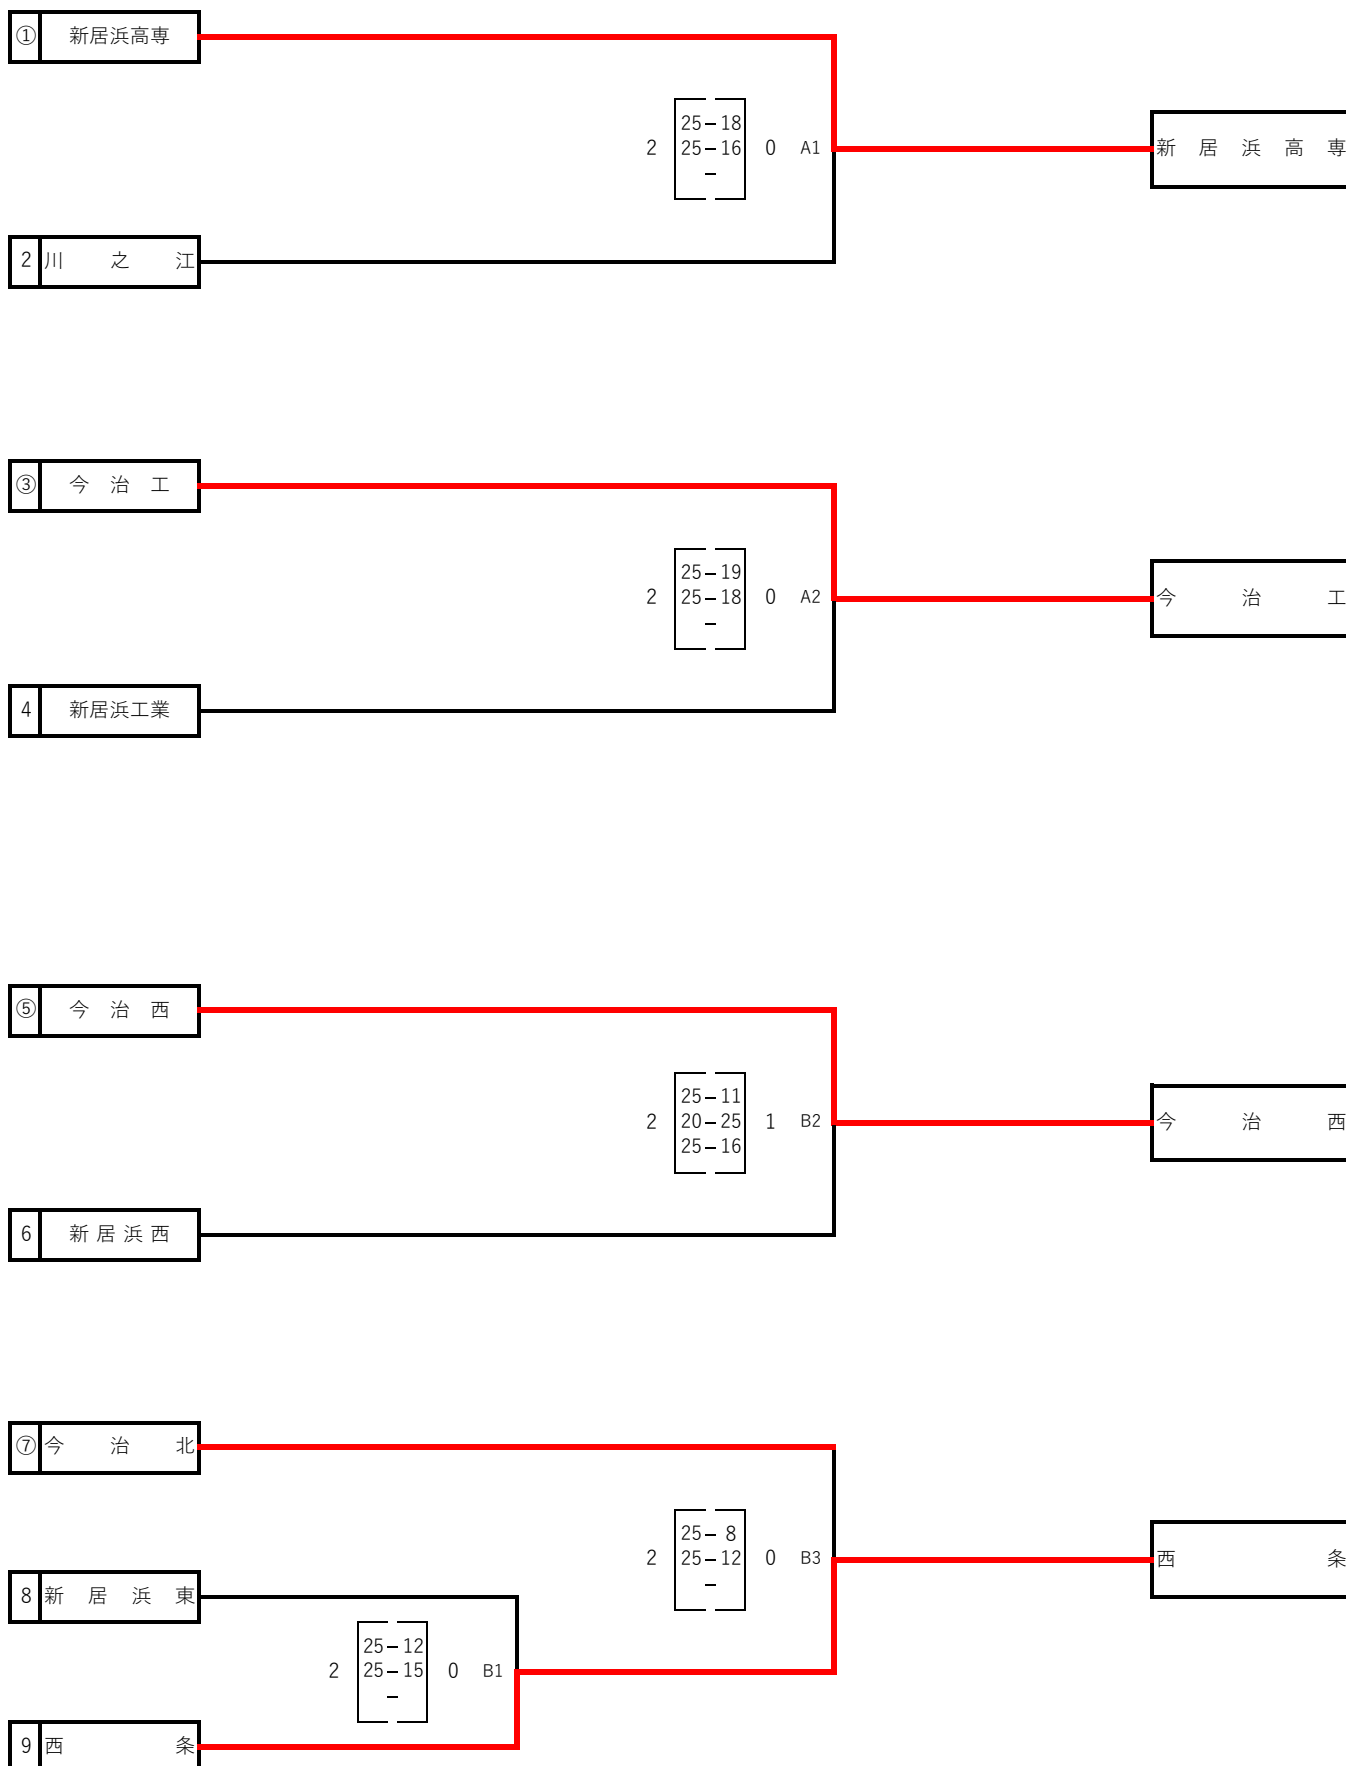 ① 新居浜高専
25-18
2 25-16 0 A1
-
新居浜高専
2 川之江
③ 今治工
25-19
2 25-18 0 A2
-
今治工
4 新居浜工業
⑤ 今治西
25-11
2 20-25 1 B2
25-16
今治西
6 新居浜西
⑦ 今治北
25-8
2 25-12 0 B3
-
西条
8 新居浜東
25-12
2 25-15 0 B1
-
9 西条